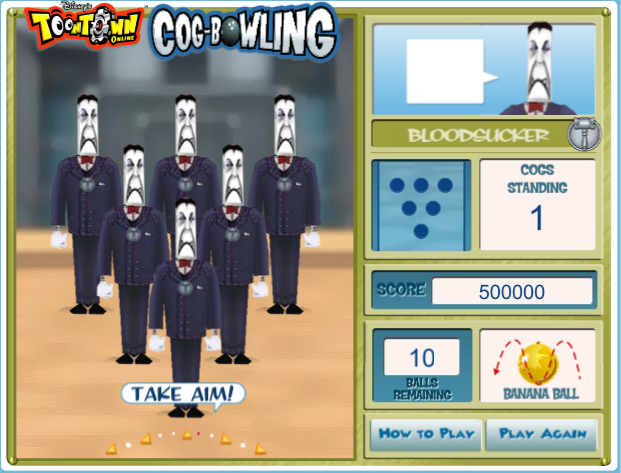 Disney's
TOONTOWN
ONLINE
COG-BOWLING
BLOODSUCKER
COGS
STANDING
1
SCORE 500000
10
BALLS
REMAINING
BANANA BALL
TAKE AIM!
HOW TO PLAY
PLAY AGAIN